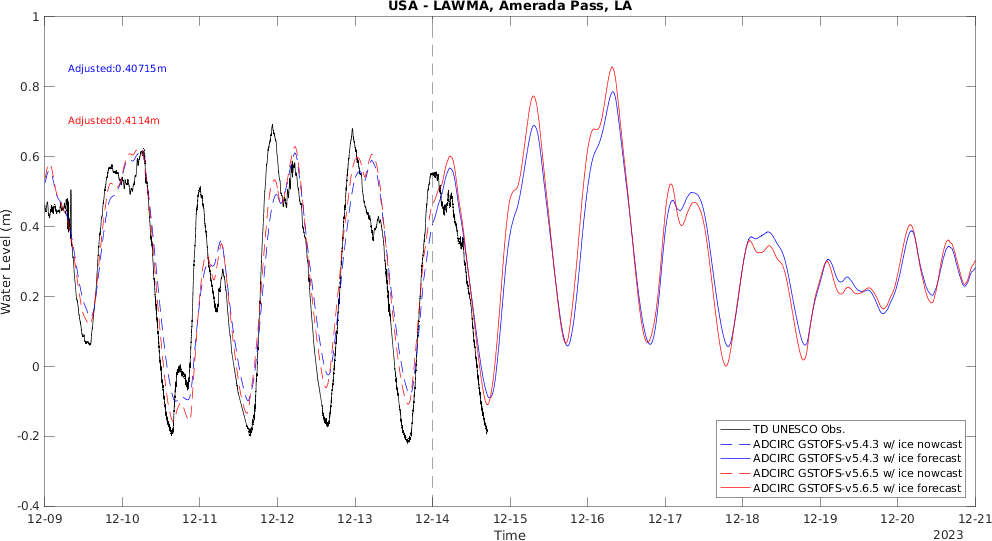 USA - LAWMA, Amerada Pass, LA
Adjusted:0.40715m
Adjusted:0.4114m
Water Level (m)
1
0.8
0.6
0.4
0.2
0
-0.2
-0.4
TD UNESCO Obs.
ADCIRC GSTOFS-v5.4.3 w/ ice nowcast
ADCIRC GSTOFS-v5.4.3 w/ ice forecast
ADCIRC GSTOFS-v5.6.5 w/ ice nowcast
ADCIRC GSTOFS-v5.6.5 w/ ice forecast
12-09 12-10 12-11 12-12 12-13 12-14 12-15 12-16 12-17 12-18 12-19 12-20 12-21
Time
2023